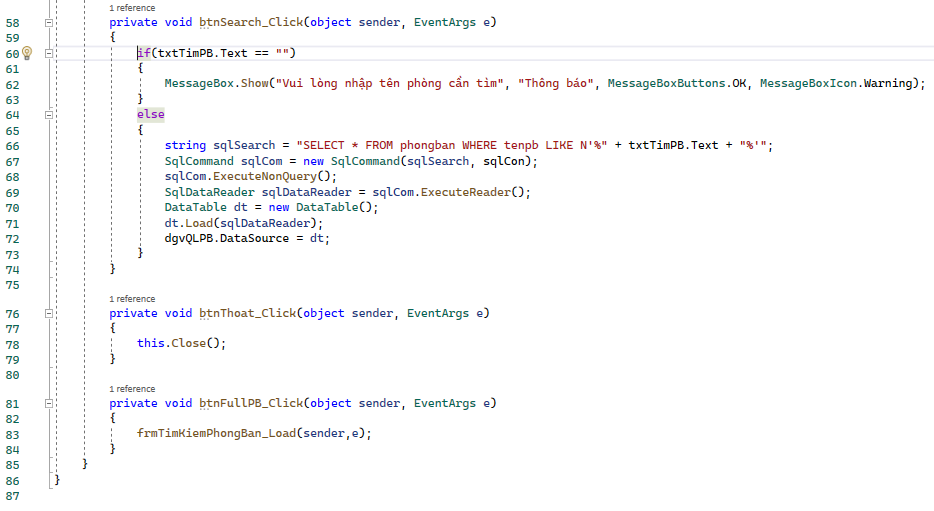 1 reference
58 private void btnSearch_Click(object sender, EventArgs e)
59 {
60 if(txtTimPB.Text == "")
61 {
62 MessageBox.Show("Vui lòng nhập tên phòng cần tìm", "Thông báo", MessageBoxButtons.OK, MessageBoxIcon.Warning);
63 }
64 else
65 {
66 string sqlSearch = "SELECT * FROM phongban WHERE tenpb LIKE N'%" + txtTimPB.Text + "%'";
67 SqlCommand sqlCom = new SqlCommand(sqlSearch, sqlCon);
68 sqlCom.ExecuteNonQuery();
69 SqlDataReader sqlDataReader = sqlCom.ExecuteReader();
70 DataTable dt = new DataTable();
71 dt.Load(sqlDataReader);
72 dgvQLPB.DataSource = dt;
73 }
74 }
75
1 reference
76 private void btnThoat_Click(object sender, EventArgs e)
77 {
78 this.Close();
79 }
80
1 reference
81 private void btnFullPB_Click(object sender, EventArgs e)
82 {
83 frmTimKiemPhongBan_Load(sender,e);
84 }
85 }
86 }
87